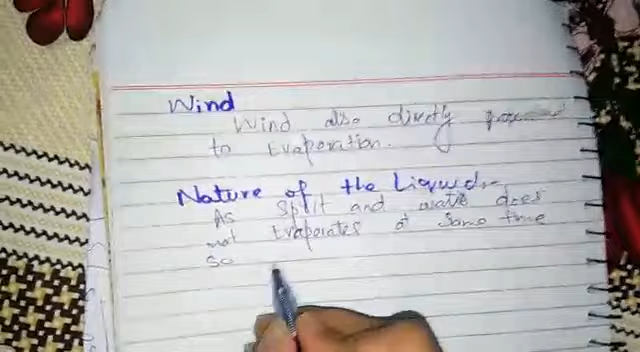 Wind
Wind also directly
to Evaporation.
Nature of the Liquid
As Split and water does
not Evaporates at Same time
So